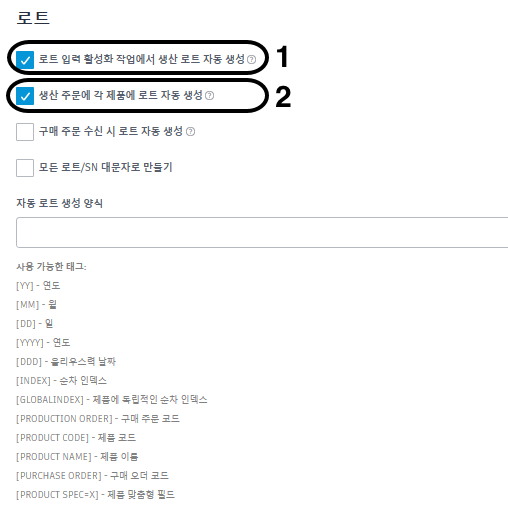 로트
로트 입력 활성화 작업에서 생산 로트 자동 생성 ? 1
생산 주문에 각 제품에 로트 자동 생성 ? 2
구매 주문 수신 시 로트 자동 생성 ?
모든 로트/SN 대문자로 만들기
자동 로트 생성 양식
사용 가능한 태그:
[YY] - 연도
[MM] - 월
[DD] - 일
[YYYY] - 연도
[DDD] - 율리우스력 날짜
[INDEX] - 순차 인덱스
[GLOBALINDEX] - 제품에 독립적인 순차 인덱스
[PRODUCTION ORDER] - 구매 주문 코드
[PRODUCT CODE] - 제품 코드
[PRODUCT NAME] - 제품 이름
[PURCHASE ORDER] - 구매 오더 코드
[PRODUCT SPEC=X] - 제품 맞춤형 필드